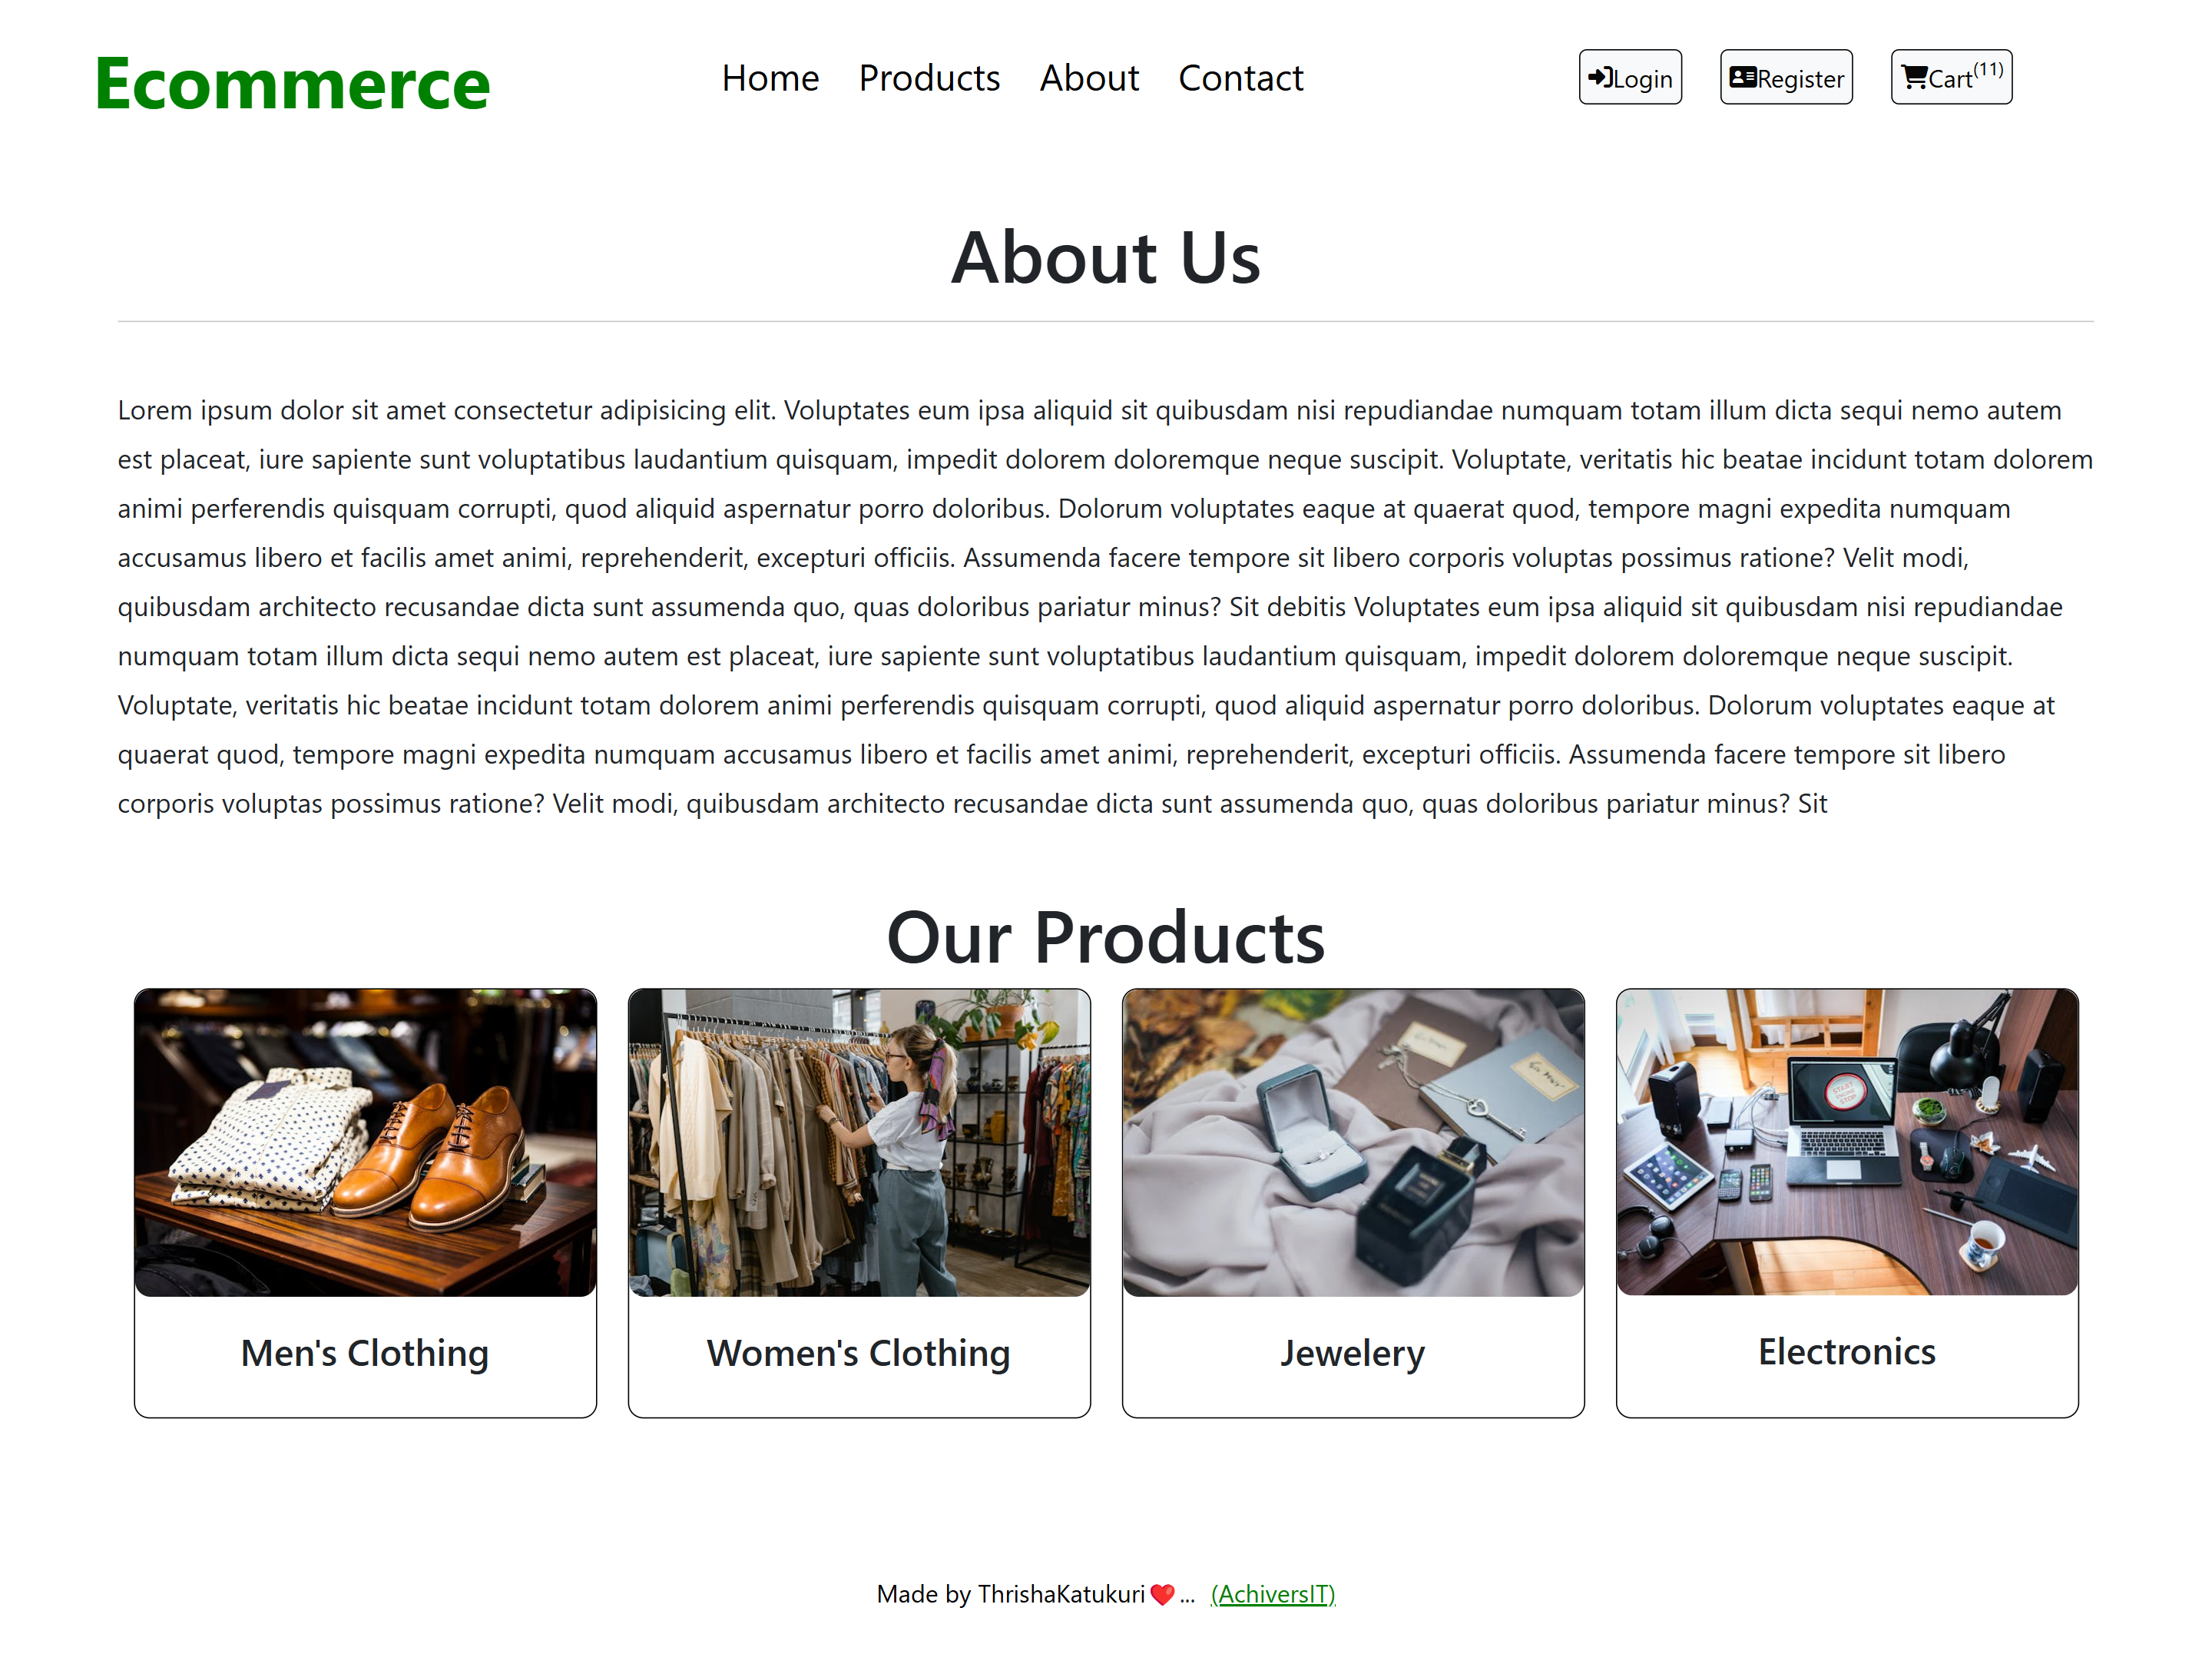 Ecommerce
Home Products About Contact
Login Register Cart(11)
About Us
Lorem ipsum dolor sit amet consectetur adipisicing elit. Voluptates eum ipsa aliquid sit quibusdam nisi repudiandae numquam totam illum dicta sequi nemo autem
est placeat, iure sapiente sunt voluptatibus laudantium quisquam, impedit dolorem doloremque neque suscipit. Voluptate, veritatis hic beatae incidunt totam dolorem
animi perferendis quisquam corrupti, quod aliquid aspernatur porro doloribus. Dolorum voluptates eaque at quaerat quod, tempore magni expedita numquam
accusamus libero et facilis amet animi, reprehenderit, excepturi officiis. Assumenda facere tempore sit libero corporis voluptas possimus ratione? Velit modi,
quibusdam architecto recusandae dicta sunt assumenda quo, quas doloribus pariatur minus? Sit debitis Voluptates eum ipsa aliquid sit quibusdam nisi repudiandae
numquam totam illum dicta sequi nemo autem est placeat, iure sapiente sunt voluptatibus laudantium quisquam, impedit dolorem doloremque neque suscipit.
Voluptate, veritatis hic beatae incidunt totam dolorem animi perferendis quisquam corrupti, quod aliquid aspernatur porro doloribus. Dolorum voluptates eaque at
quaerat quod, tempore magni expedita numquam accusamus libero et facilis amet animi, reprehenderit, excepturi officiis. Assumenda facere tempore sit libero
corporis voluptas possimus ratione? Velit modi, quibusdam architecto recusandae dicta sunt assumenda quo, quas doloribus pariatur minus? Sit
Our Products
Men's Clothing
Women's Clothing
Jewelery
Electronics
Made by ThrishaKatukuri❤️... (AchiversIT)